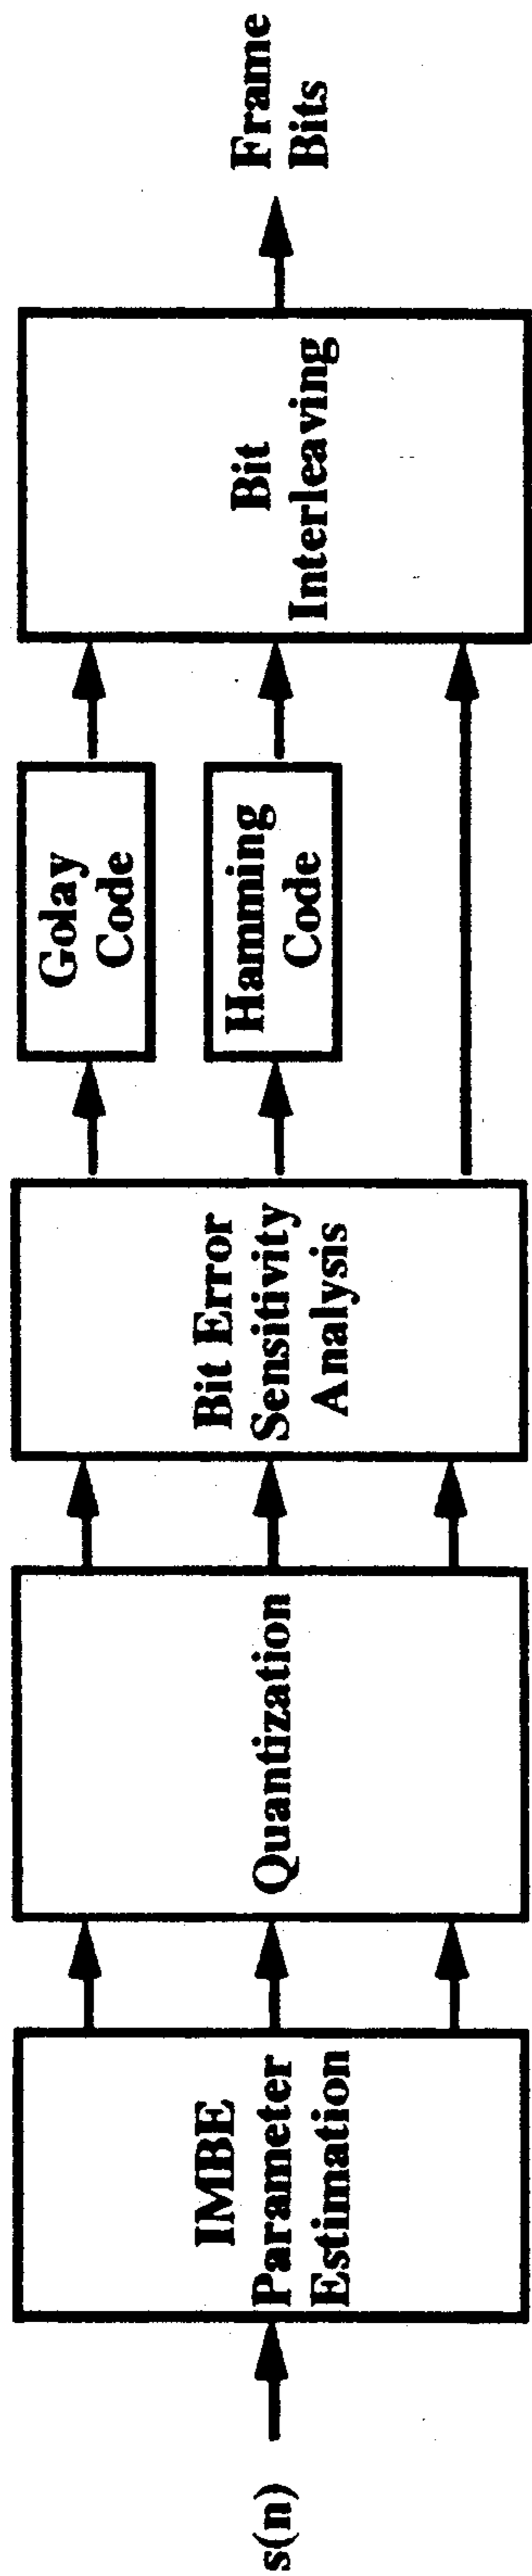 s(n)
IMBE
Parameter
Estimation
Quantization
Bit Error
Sensitivity
Analysis
Golay
Code
Hamming
Code
Bit
Interleaving
Frame
Bits